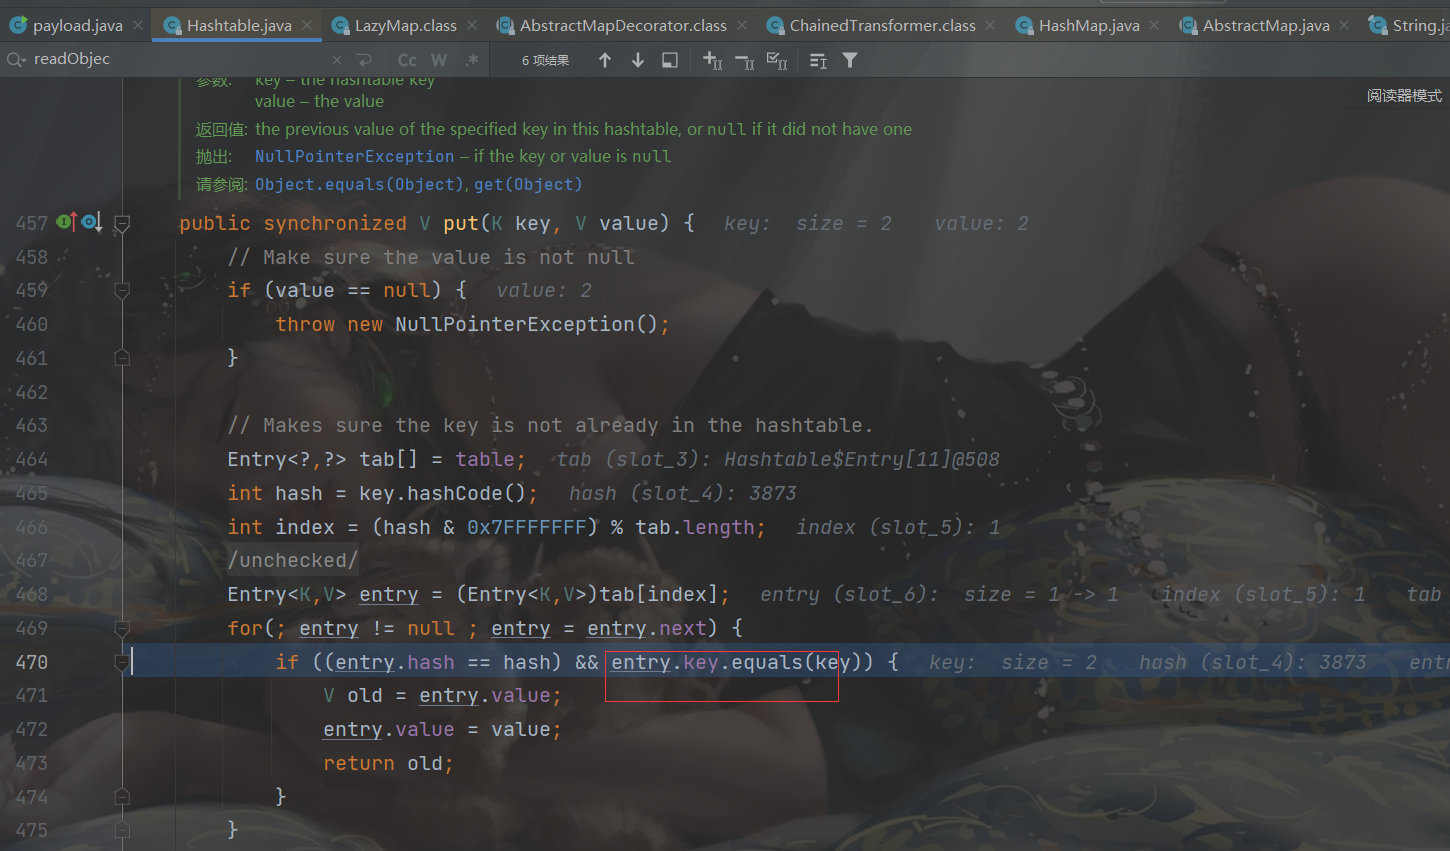 payload.java Hashtable.java LazyMap.class AbstractMapDecorator.class ChainedTransformer.class HashMap.java AbstractMap.java String.j
readObjec Cc W .* 6 项结果
阅读器模式
参数: key – the hashtable key
value – the value
返回值: the previous value of the specified key in this hashtable, or null if it did not have one
抛出: NullPointerException – if the key or value is null
请参阅: Object.equals(Object), get(Object)
457 public synchronized V put(K key, V value) { key: size = 2 value: 2
458 // Make sure the value is not null
459 if (value == null) { value: 2
460 throw new NullPointerException();
461 }
462
463 // Makes sure the key is not already in the hashtable.
464 Entry<?,?> tab[] = table; tab (slot_3): Hashtable$Entry[11]@508
465 int hash = key.hashCode(); hash (slot_4): 3873
466 int index = (hash & 0x7FFFFFFF) % tab.length; index (slot_5): 1
467 /unchecked/
468 Entry<K,V> entry = (Entry<K,V>)tab[index]; entry (slot_6): size = 1 -> 1 index (slot_5): 1 tab
469 for(; entry != null ; entry = entry.next) {
470 if ((entry.hash == hash) && entry.key.equals(key)) { key: size = 2 hash (slot_4): 3873 entr
471 V old = entry.value;
472 entry.value = value;
473 return old;
474 }
475 }